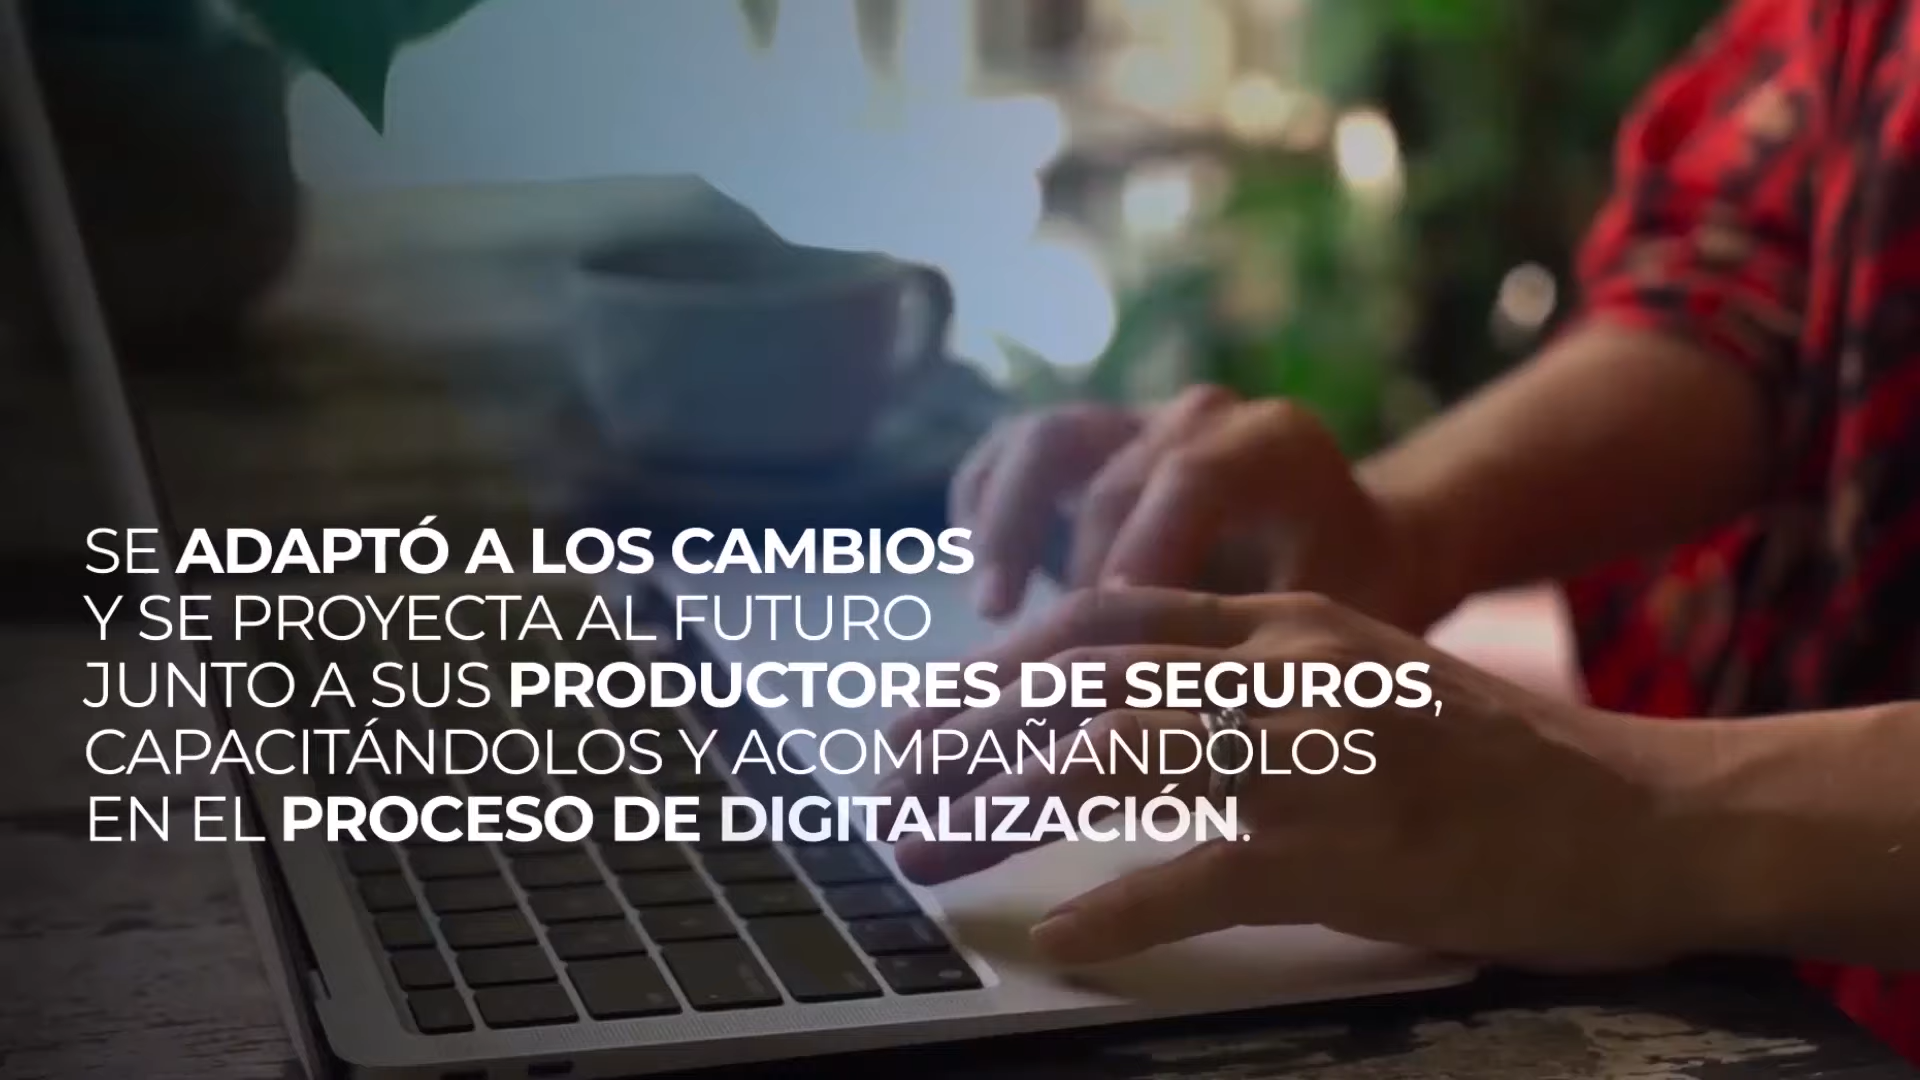 SE ADAPTÓ A LOS CAMBIOS
Y SE PROYECTA AL FUTURO
JUNTO A SUS PRODUCTORES DE SEGUROS,
CAPACITÁNDOLOS Y ACOMPAÑÁNDOLOS
EN EL PROCESO DE DIGITALIZACIÓN.